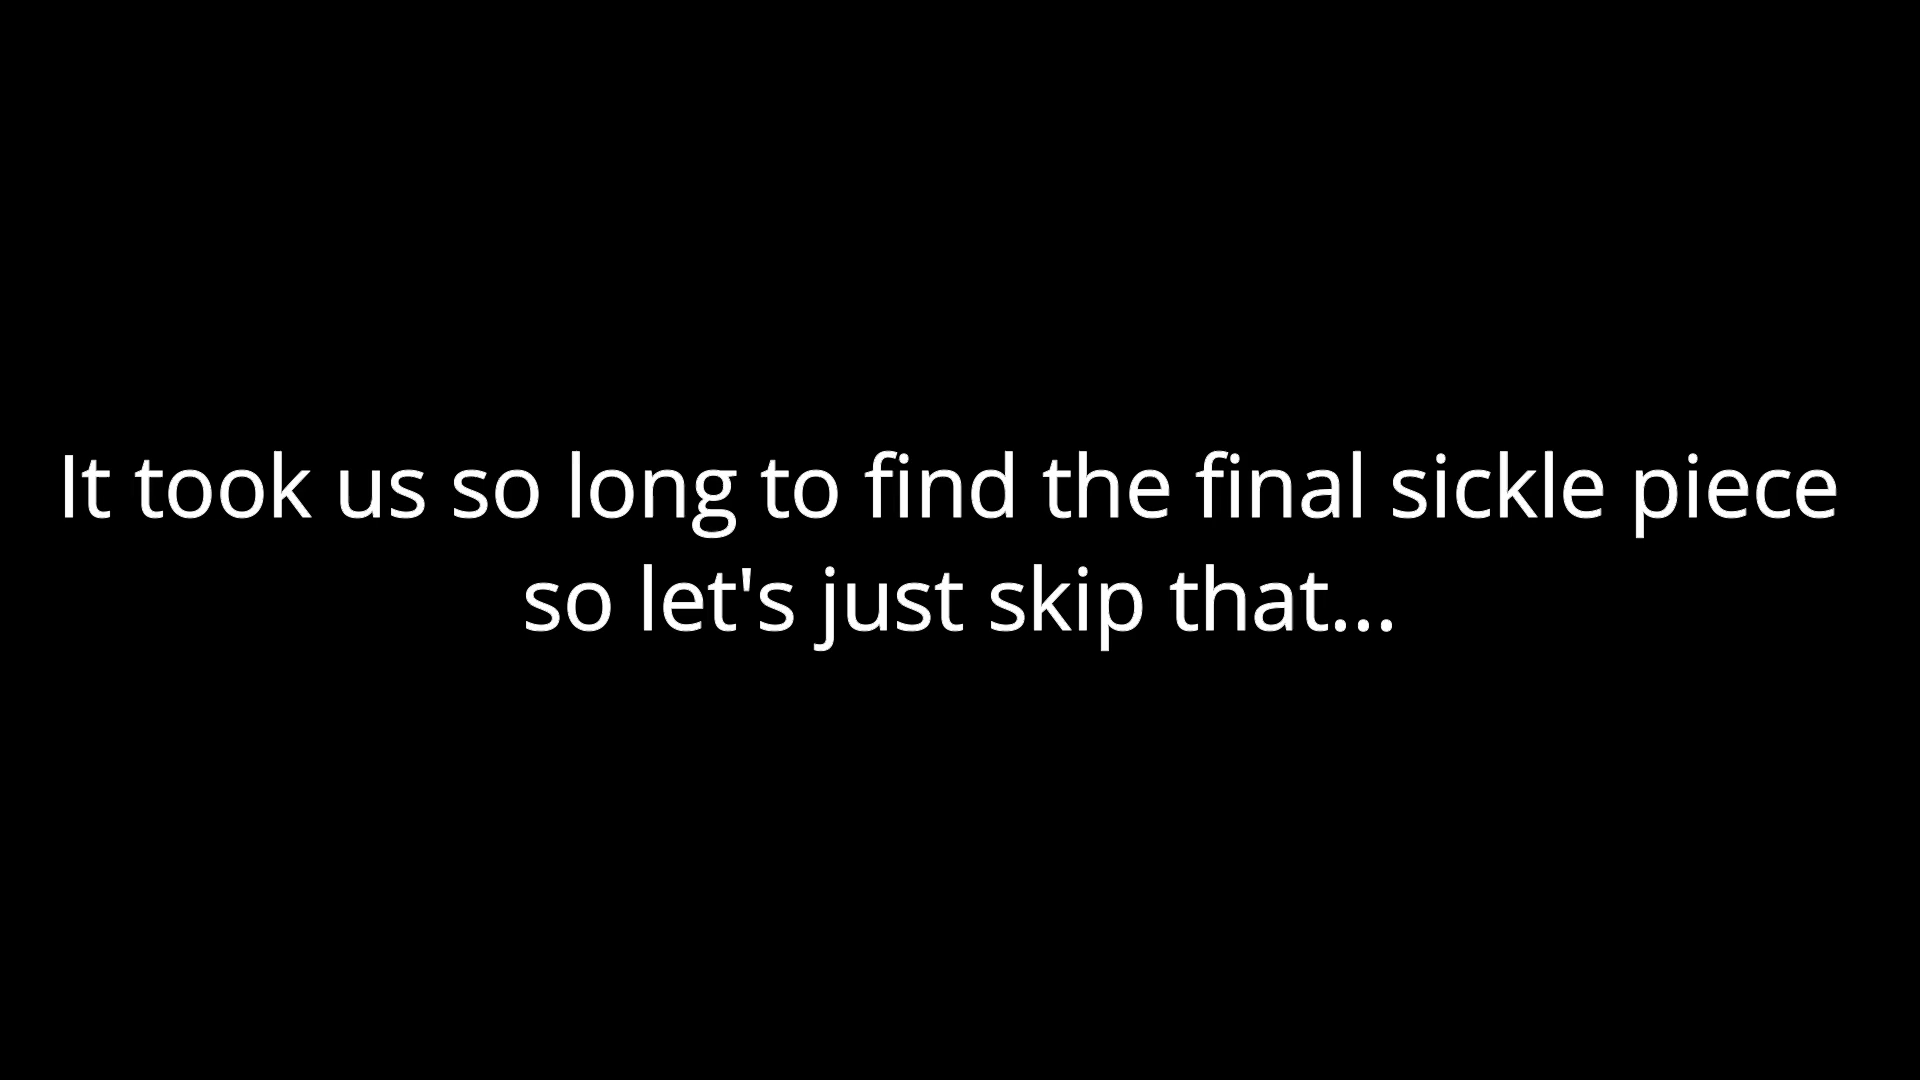 It took us so long to find the final sickle piece
so let's just skip that...